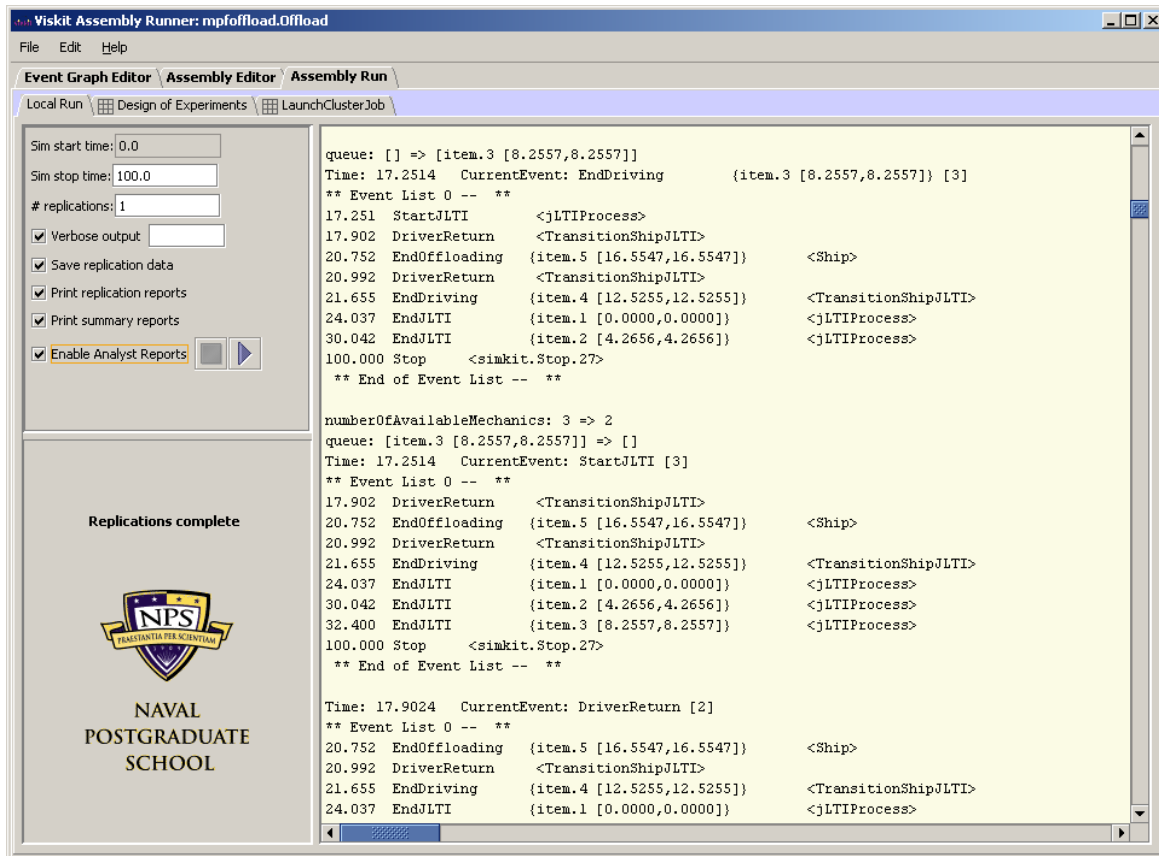 Viskit Assembly Runner: mpfoffload.Offload
File Edit Help
Event Graph Editor Assembly Editor Assembly Run
Local Run Design of Experiments LaunchClusterJob
Sim start time: 0.0
Sim stop time: 100.0
# replications: 1
Verbose output
Save replication data
Print replication reports
Print summary reports
Enable Analyst Reports
Replications complete
NPS
PRAESTANTIA PER SCIENTIAM
NAVAL
POSTGRADUATE
SCHOOL
queue: [] => [item.3 [8.2557,8.2557]]
Time: 17.2514 CurrentEvent: EndDriving {item.3 [8.2557,8.2557]} [3]
** Event List 0 -- **
17.251 StartJLTI <jLTIProcess>
17.902 DriverReturn <TransitionShipJLTI>
20.752 EndOffloading {item.5 [16.5547,16.5547]} <Ship>
20.992 DriverReturn <TransitionShipJLTI>
21.655 EndDriving {item.4 [12.5255,12.5255]} <TransitionShipJLTI>
24.037 EndJLTI {item.1 [0.0000,0.0000]} <jLTIProcess>
30.042 EndJLTI {item.2 [4.2656,4.2656]} <jLTIProcess>
100.000 Stop <simkit.Stop.27>
** End of Event List -- **
numberOfAvailableMechanics: 3 => 2
queue: [item.3 [8.2557,8.2557]] => []
Time: 17.2514 CurrentEvent: StartJLTI [3]
** Event List 0 -- **
17.902 DriverReturn <TransitionShipJLTI>
20.752 EndOffloading {item.5 [16.5547,16.5547]} <Ship>
20.992 DriverReturn <TransitionShipJLTI>
21.655 EndDriving {item.4 [12.5255,12.5255]} <TransitionShipJLTI>
24.037 EndJLTI {item.1 [0.0000,0.0000]} <jLTIProcess>
30.042 EndJLTI {item.2 [4.2656,4.2656]} <jLTIProcess>
32.400 EndJLTI {item.3 [8.2557,8.2557]} <jLTIProcess>
100.000 Stop <simkit.Stop.27>
** End of Event List -- **
Time: 17.9024 CurrentEvent: DriverReturn [2]
** Event List 0 -- **
20.752 EndOffloading {item.5 [16.5547,16.5547]} <Ship>
20.992 DriverReturn <TransitionShipJLTI>
21.655 EndDriving {item.4 [12.5255,12.5255]} <TransitionShipJLTI>
24.037 EndJLTI {item.1 [0.0000,0.0000]} <jLTIProcess>